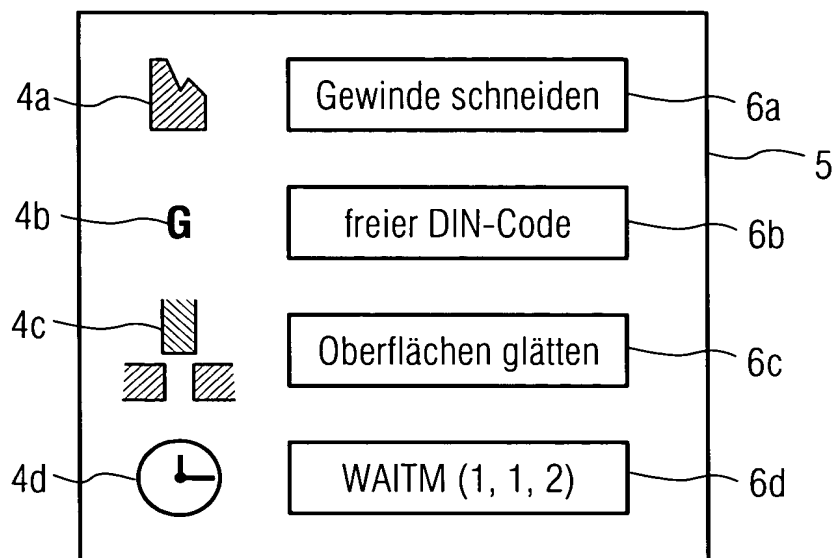 4a Gewinde schneiden 6a
5
4b G freier DIN-Code 6b
4c Oberflächen glätten 6c
4d WAITM (1, 1, 2) 6d